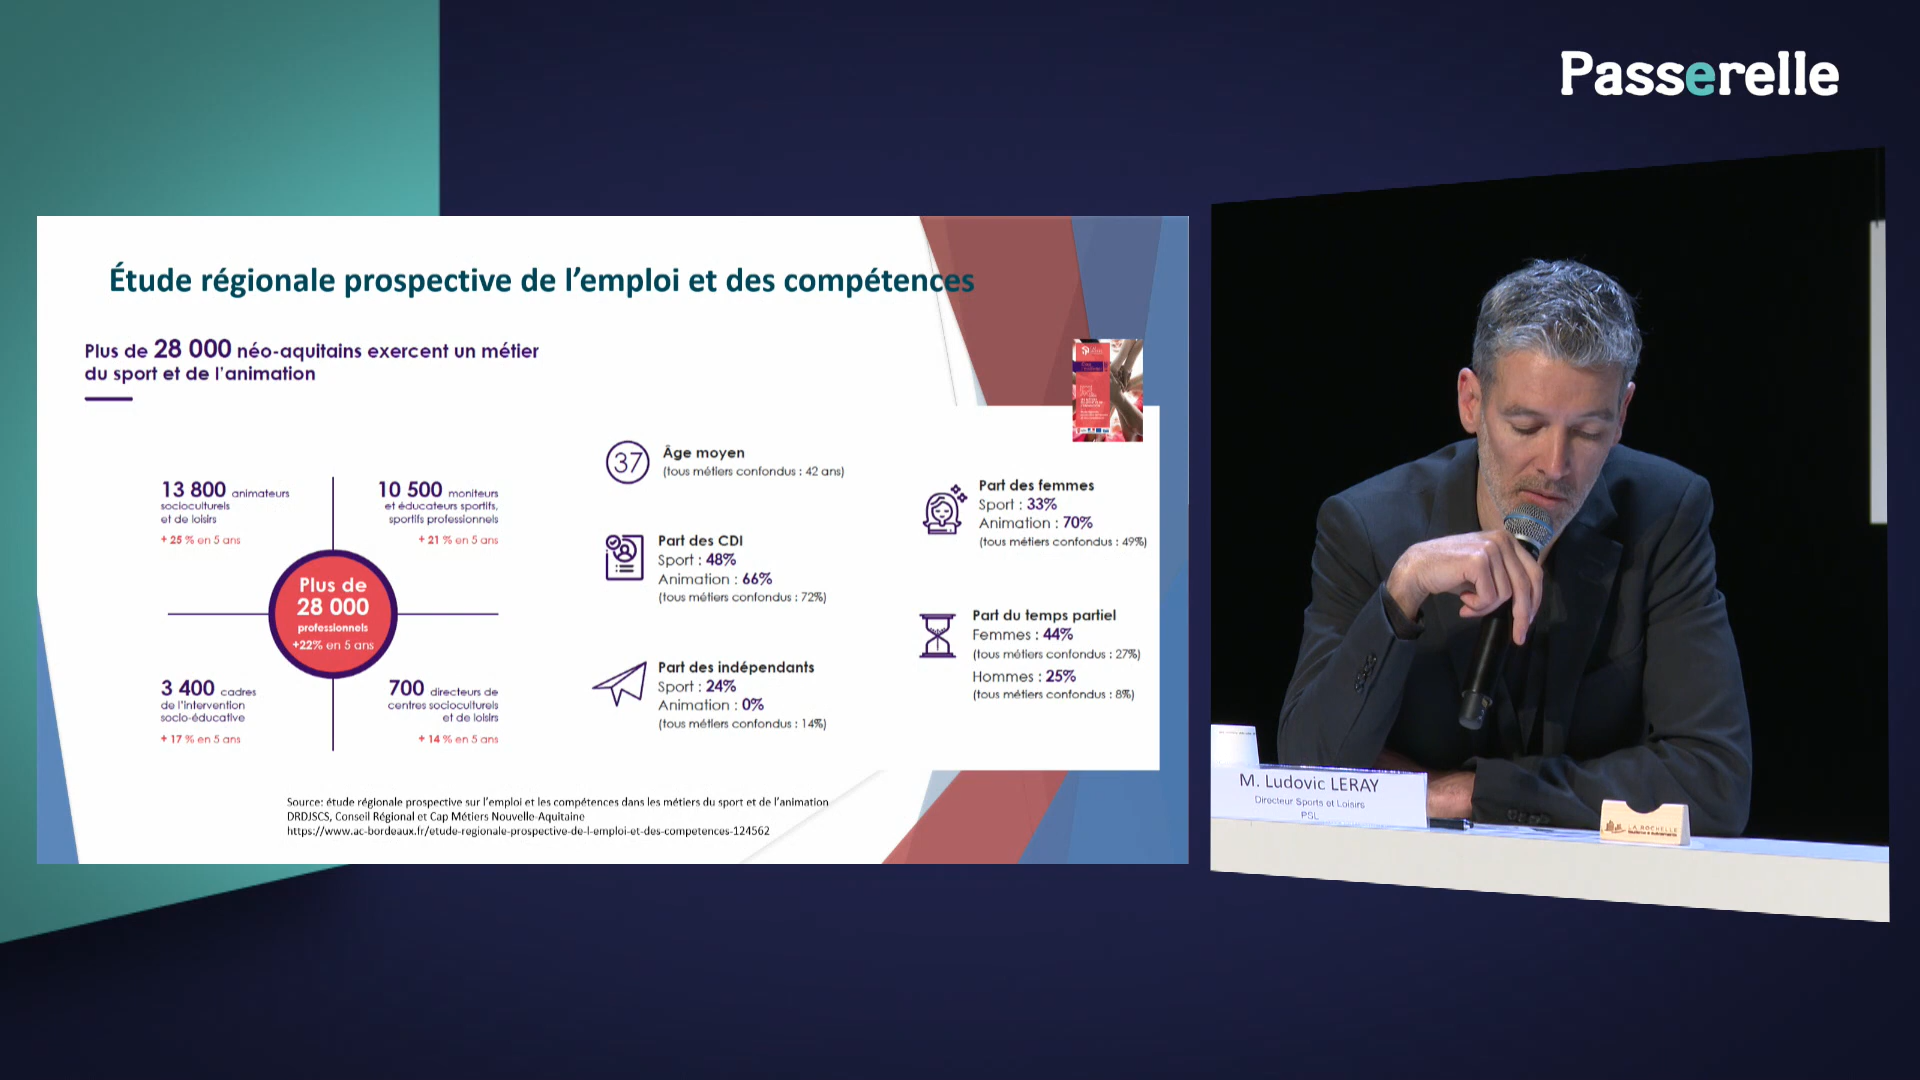 Passerelle
Étude régionale prospective de l'emploi et des compétences
Plus de 28 000 néo-aquitains exercent un métier
du sport et de l'animation
13 800 animateurs
socioculturels
et de loisirs
+ 25 % en 5 ans
10 500 moniteurs
et éducateurs sportifs,
sportifs professionnels
+ 21 % en 5 ans
Plus de
28 000
professionnels
+22% en 5 ans
3 400 cadres
de l'intervention
socio-éducative
+ 17 % en 5 ans
700 directeurs de
centres socioculturels
et de loisirs
+ 14 % en 5 ans
37
Âge moyen
(tous métiers confondus : 42 ans)
Part des CDI
Sport : 48%
Animation : 66%
(tous métiers confondus : 72%)
Part des indépendants
Sport : 24%
Animation : 0%
(tous métiers confondus : 14%)
Part des femmes
Sport : 33%
Animation : 70%
(tous métiers confondus : 49%)
Part du temps partiel
Femmes : 44%
(tous métiers confondus : 27%)
Hommes : 25%
(tous métiers confondus : 8%)
Source: étude régionale prospective sur l'emploi et les compétences dans les métiers du sport et de l'animation
DRDJSCS, Conseil Régional et Cap Métiers Nouvelle-Aquitaine
https://www.ac-bordeaux.fr/etude-regionale-prospective-de-l-emploi-et-des-competences-124562
M. Ludovic LERAY
Directeur Sports et Loisirs
PSL
LA ROCHELLE